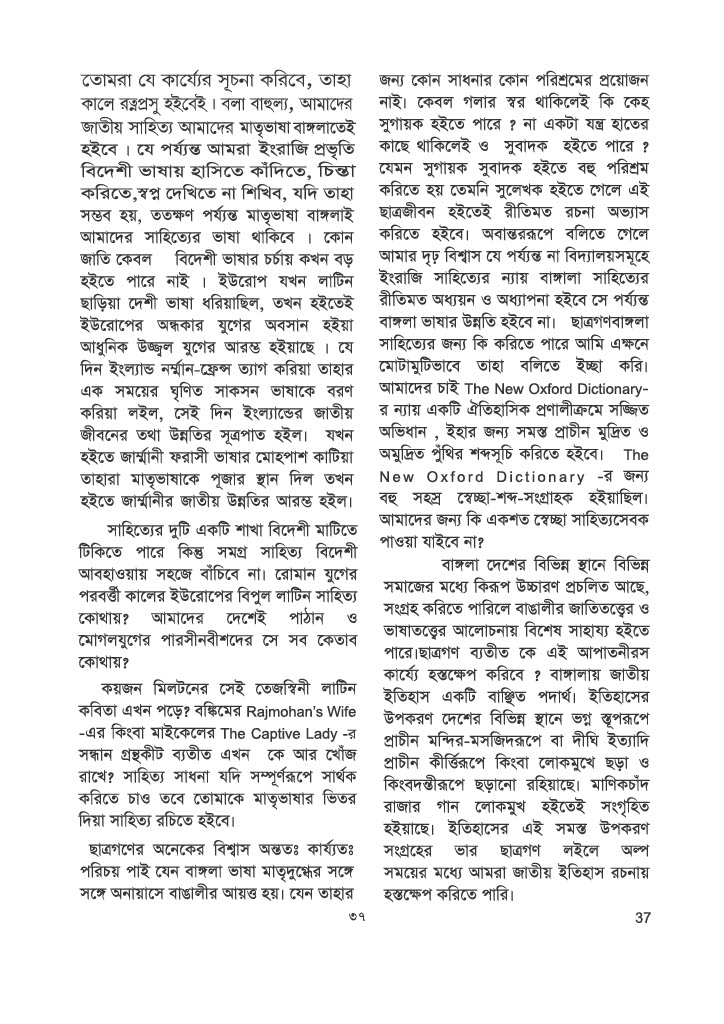 তোমরা যে কার্য্যের সূচনা করিবে, তাহা
কালে রত্নপ্রসু হইবেই। বলা বাহুল্য, আমাদের
জাতীয় সাহিত্য আমাদের মাতৃভাষা বাঙ্গলাতেই
হইবে । যে পর্য্যন্ত আমরা ইংরাজি প্রভৃতি
বিদেশী ভাষায় হাসিতে কাঁদিতে, চিন্তা
করিতে,স্বপ্ন দেখিতে না শিখিব, যদি তাহা
সম্ভব হয়, ততক্ষণ পর্য্যন্ত মাতৃভাষা বাঙ্গলাই
আমাদের সাহিত্যের ভাষা থাকিবে । কোন
জাতি কেবল বিদেশী ভাষার চর্চায় কখন বড়
হইতে পারে নাই । ইউরোপ যখন লাটিন
ছাড়িয়া দেশী ভাষা ধরিয়াছিল, তখন হইতেই
ইউরোপের অন্ধকার যুগের অবসান হইয়া
আধুনিক উজ্জ্বল যুগের আরম্ভ হইয়াছে । যে
দিন ইংল্যান্ড নর্ম্মান-ফ্রেন্স ত্যাগ করিয়া তাহার
এক সময়ের ঘৃণিত সাকসন ভাষাকে বরণ
করিয়া লইল, সেই দিন ইংল্যান্ডের জাতীয়
জীবনের তথা উন্নতির সূত্রপাত হইল। যখন
হইতে জার্ম্মানী ফরাসী ভাষার মোহপাশ কাটিয়া
তাহারা মাতৃভাষাকে পূজার স্থান দিল তখন
হইতে জার্ম্মানীর জাতীয় উন্নতির আরম্ভ হইল।
সাহিত্যের দুটি একটি শাখা বিদেশী মাটিতে
টিকিতে পারে কিন্তু সমগ্র সাহিত্য বিদেশী
আবহাওয়ায় সহজে বাঁচিবে না। রোমান যুগের
পরবর্ত্তী কালের ইউরোপের বিপুল লাটিন সাহিত্য
কোথায়? আমাদের দেশেই পাঠান ও
মোগলযুগের পারসীনবীশদের সে সব কেতাব
কোথায়?
কয়জন মিলটনের সেই তেজস্বিনী লাটিন
কবিতা এখন পড়ে? বঙ্কিমের Rajmohan's Wife
-এর কিংবা মাইকেলের The Captive Lady -র
সন্ধান গ্রন্থকীট ব্যতীত এখন কে আর খোঁজ
রাখে? সাহিত্য সাধনা যদি সম্পূর্ণরূপে সার্থক
করিতে চাও তবে তোমাকে মাতৃভাষার ভিতর
দিয়া সাহিত্য রচিতে হইবে।
ছাত্রগণের অনেকের বিশ্বাস অন্ততঃ কার্য্যতঃ
পরিচয় পাই যেন বাঙ্গলা ভাষা মাতৃদুগ্ধের সঙ্গে
সঙ্গে অনায়াসে বাঙালীর আয়ত্ত হয়। যেন তাহার
জন্য কোন সাধনার কোন পরিশ্রমের প্রয়োজন
নাই। কেবল গলার স্বর থাকিলেই কি কেহ
সুগায়ক হইতে পারে ? না একটা যন্ত্র হাতের
কাছে থাকিলেই ও সুবাদক হইতে পারে ?
যেমন সুগায়ক সুবাদক হইতে বহু পরিশ্রম
করিতে হয় তেমনি সুলেখক হইতে গেলে এই
ছাত্রজীবন হইতেই রীতিমত রচনা অভ্যাস
করিতে হইবে। অবান্তররূপে বলিতে গেলে
আমার দৃঢ় বিশ্বাস যে পর্য্যন্ত না বিদ্যালয়সমূহে
ইংরাজি সাহিত্যের ন্যায় বাঙ্গালা সাহিত্যের
রীতিমত অধ্যয়ন ও অধ্যাপনা হইবে সে পর্য্যন্ত
বাঙ্গলা ভাষার উন্নতি হইবে না। ছাত্রগণবাঙ্গলা
সাহিত্যের জন্য কি করিতে পারে আমি এক্ষনে
মোটামুটিভাবে তাহা বলিতে ইচ্ছা করি।
আমাদের চাই The New Oxford Dictionary-
র ন্যায় একটি ঐতিহাসিক প্রণালীক্রমে সজ্জিত
অভিধান , ইহার জন্য সমস্ত প্রাচীন মুদ্রিত ও
অমুদ্রিত পুঁথির শব্দসূচি করিতে হইবে। The
New Oxford Dictionary -র জন্য
বহু সহস্র স্বেচ্ছা-শব্দ-সংগ্রাহক হইয়াছিল।
আমাদের জন্য কি একশত স্বেচ্ছা সাহিত্যসেবক
পাওয়া যাইবে না?
বাঙ্গলা দেশের বিভিন্ন স্থানে বিভিন্ন
সমাজের মধ্যে কিরূপ উচ্চারণ প্রচলিত আছে,
সংগ্রহ করিতে পারিলে বাঙালীর জাতিতত্ত্বের ও
ভাষাতত্ত্বের আলোচনায় বিশেষ সাহায্য হইতে
পারে।ছাত্রগণ ব্যতীত কে এই আপাতনীরস
কার্য্যে হস্তক্ষেপ করিবে ? বাঙ্গালায় জাতীয়
ইতিহাস একটি বাঞ্ছিত পদার্থ। ইতিহাসের
উপকরণ দেশের বিভিন্ন স্থানে ভগ্ন স্তূপরূপে
প্রাচীন মন্দির-মসজিদরূপে বা দীঘি ইত্যাদি
প্রাচীন কীর্ত্তিরূপে কিংবা লোকমুখে ছড়া ও
কিংবদন্তীরূপে ছড়ানো রহিয়াছে। মাণিকচাঁদ
রাজার গান লোকমুখ হইতেই সংগৃহিত
হইয়াছে। ইতিহাসের এই সমস্ত উপকরণ
সংগ্রহের ভার ছাত্রগণ লইলে অল্প
সময়ের মধ্যে আমরা জাতীয় ইতিহাস রচনায়
হস্তক্ষেপ করিতে পারি।
৩৭
37